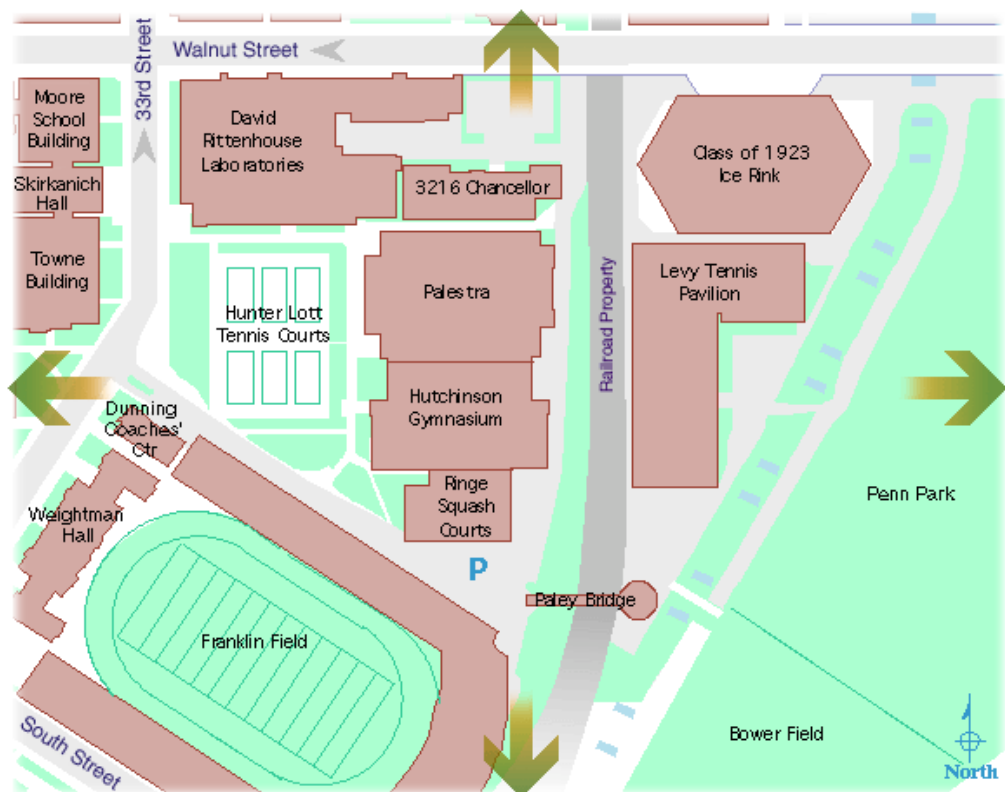 Walnut Street
33rd Street
Moore
School
Building
David
Rittenhouse
Laboratories
Class of 1923
Ice Rink
Skirkanich
Hall
3216 Chancellor
Towne
Building
Palestra
Levy Tennis
Pavilion
Hunter Lott
Tennis Courts
Railroad Property
Hutchinson
Gymnasium
Dunning
Coaches'
Ctr
Ringe
Squash
Courts
Penn Park
Weightman
Hall
P
Paley Bridge
Franklin Field
South Street
Bower Field
North